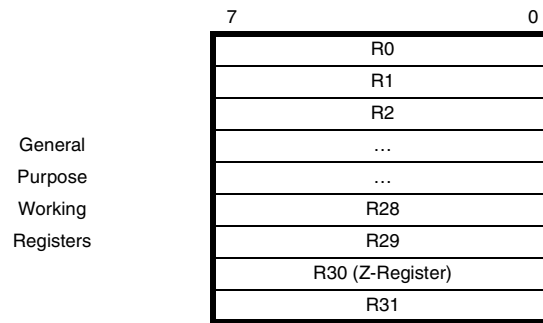 7 0
R0
R1
R2
General …
Purpose …
Working R28
Registers R29
R30 (Z-Register)
R31